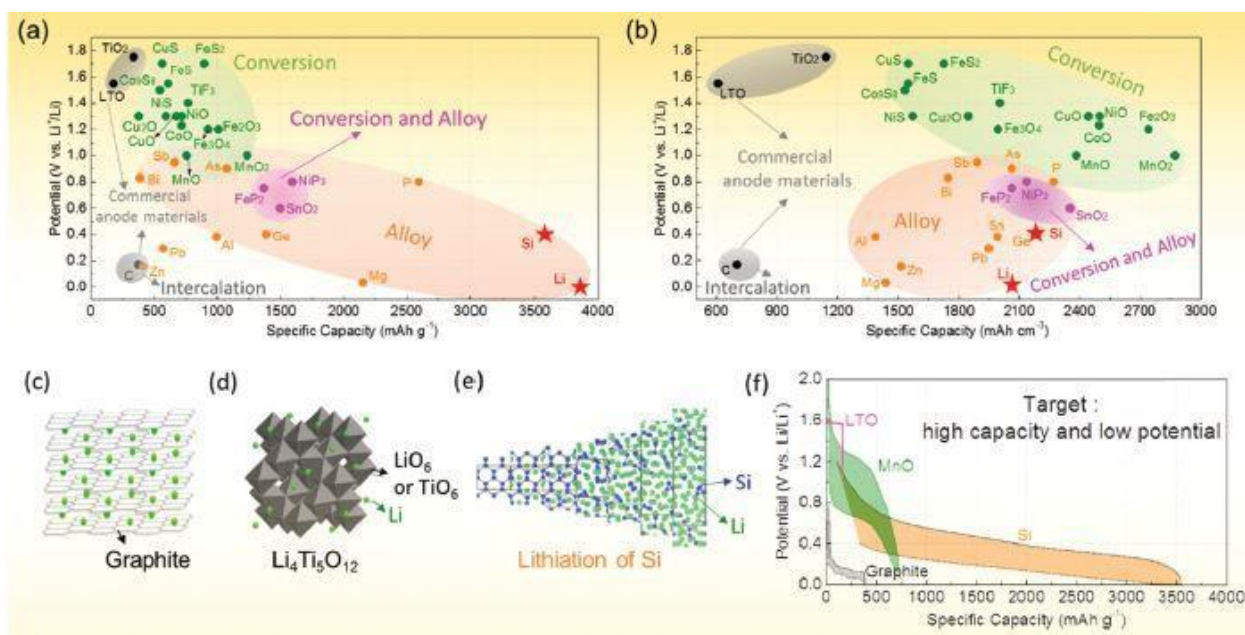 (a)
Potential (V vs. Li⁺/Li)
1.8
1.6
1.4
1.2
1.0
0.8
0.6
0.4
0.2
0.0
TiO₂
CuS
FeS₂
Co₉S₈
FeS
Conversion
LTO
TiF₃
NiS
NiO
Cu₂O
CuO
CoO
Fe₂O₃
Fe₃O₄
Conversion and Alloy
Sb
As
MnO₂
Bi
MnO
NiP₃
P
Commercial
anode materials
FeP₂
SnO₂
Alloy
Si
Al
Ge
Pb
C
Zn
Mg
Li
Intercalation
0
500
1000
1500
2000
2500
3000
3500
4000
Specific Capacity (mAh g⁻¹)
(b)
Potential (V vs. Li⁺/Li)
1.8
1.6
1.4
1.2
1.0
0.8
0.6
0.4
0.2
0.0
TiO₂
CuS
FeS₂
LTO
FeS
Co₉S₈
Conversion
TiF₃
NiS
Cu₂O
CuO
NiO
Fe₃O₄
CoO
Fe₂O₃
Commercial
anode materials
Sb
As
MnO
MnO₂
Bi
P
FeP₂
NiP₃
SnO₂
Alloy
Al
Sn
Ge
Si
Pb
C
Zn
Li
Conversion and Alloy
Mg
Intercalation
600
900
1200
1500
1800
2100
2400
2700
3000
Specific Capacity (mAh cm⁻³)
(c)
Graphite
(d)
LiO₆
or TiO₆
Li
Li₄Ti₅O₁₂
(e)
Si
Li
Lithiation of Si
(f)
Potential (V vs. Li/Li⁺)
2.0
1.6
1.2
0.8
0.4
0.0
Target :
high capacity and low potential
LTO
MnO
Si
Graphite
0
500
1000
1500
2000
2500
3000
3500
4000
Specific Capacity (mAh g⁻¹)